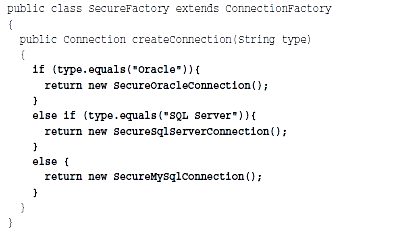 public class SecureFactory extends ConnectionFactory
{
  public Connection createConnection(String type)
  {
    if (type.equals("Oracle")){
      return new SecureOracleConnection();
    }
    else if (type.equals("SQL Server")){
      return new SecureSqlServerConnection();
    }
    else {
      return new SecureMySqlConnection();
    }
  }
}